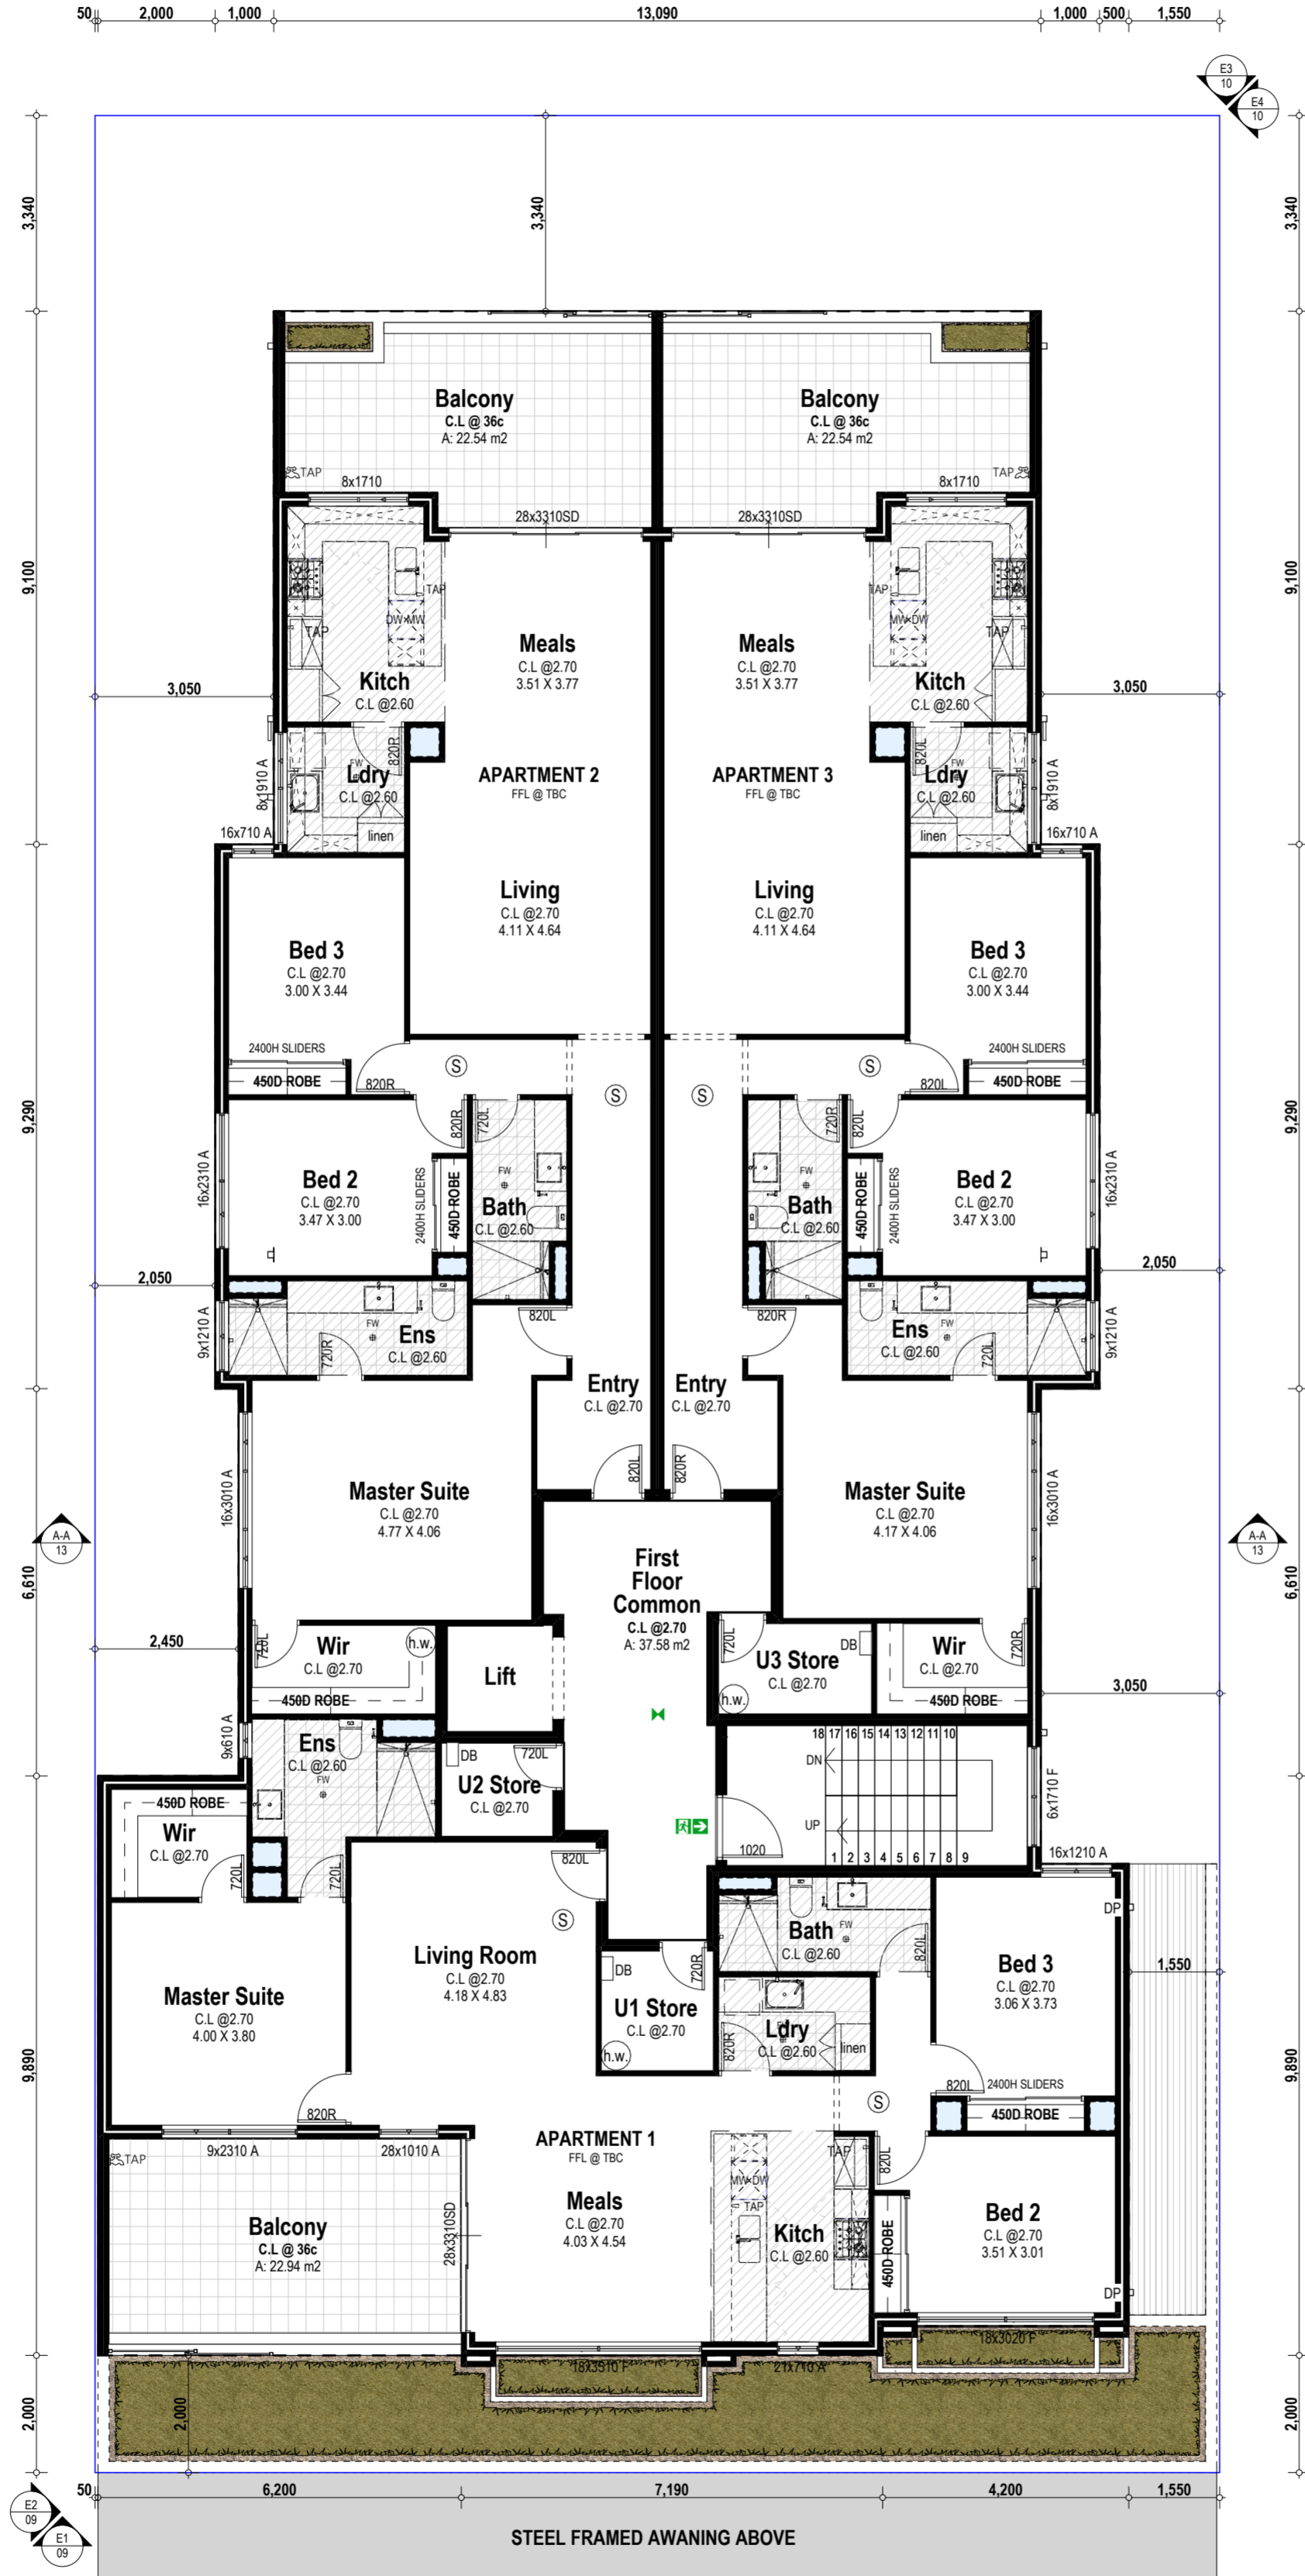 50 2,000 1,000 13,090 1,000 500 1,550
E3
10
E4
10
3,340
3,340
3,340
Balcony
C.L @ 36c
A: 22.54 m2
Balcony
C.L @ 36c
A: 22.54 m2
TAP
TAP
8x1710
8x1710
28x3310SD
28x3310SD
9,100
9,100
TAP
TAP
DW MW
MW DW
TAP
TAP
Meals
C.L @2.70
3.51 X 3.77
Meals
C.L @2.70
3.51 X 3.77
Kitch
C.L @2.60
Kitch
C.L @2.60
3,050
3,050
820R
820L
FW
FW
Ldry
C.L @2.60
Ldry
C.L @2.60
APARTMENT 2
FFL @ TBC
APARTMENT 3
FFL @ TBC
8x1910 A
8x1910 A
linen
linen
16x710 A
16x710 A
Living
C.L @2.70
4.11 X 4.64
Living
C.L @2.70
4.11 X 4.64
Bed 3
C.L @2.70
3.00 X 3.44
Bed 3
C.L @2.70
3.00 X 3.44
2400H SLIDERS
2400H SLIDERS
450D ROBE
450D ROBE
820R
820L
S
S
S
S
9,290
9,290
820R
720L
720R
820L
16x2310 A
16x2310 A
Bed 2
C.L @2.70
3.47 X 3.00
Bed 2
C.L @2.70
3.47 X 3.00
2400H SLIDERS
450D ROBE
450D ROBE
2400H SLIDERS
FW
FW
Bath
C.L @2.60
Bath
C.L @2.60
2,050
2,050
9x1210 A
9x1210 A
820L
820R
FW
FW
Ens
C.L @2.60
Ens
C.L @2.60
720R
720L
Entry
C.L @2.70
Entry
C.L @2.70
820L
820R
Master Suite
C.L @2.70
4.77 X 4.06
Master Suite
C.L @2.70
4.17 X 4.06
16x3010 A
16x3010 A
A-A
13
A-A
13
6,610
6,610
First
Floor
Common
C.L @2.70
A: 37.58 m2
2,450
720L
Wir
C.L @2.70
h.w.
450D ROBE
Lift
720L
DB
U3 Store
C.L @2.70
h.w.
Wir
C.L @2.70
720R
450D ROBE
3,050
9x610 A
Ens
C.L @2.60
FW
DB
720L
U2 Store
C.L @2.70
18 17 16 15 14 13 12 11 10
DN
UP
1 2 3 4 5 6 7 8 9
1020
6x1710 F
16x1210 A
450D ROBE
Wir
C.L @2.70
720L
720L
820L
S
Living Room
C.L @2.70
4.18 X 4.83
Master Suite
C.L @2.70
4.00 X 3.80
DB
720R
U1 Store
C.L @2.70
h.w.
Bath
C.L @2.60
FW
820L
DP
Bed 3
C.L @2.70
3.06 X 3.73
1,550
820R
Ldry
C.L @2.60
linen
820L
2400H SLIDERS
450D ROBE
S
9,890
9,890
820R
9x2310 A
28x1010 A
TAP
APARTMENT 1
FFL @ TBC
TAP
820L
MW DW
TAP
Balcony
C.L @ 36c
A: 22.94 m2
28x3310SD
Meals
C.L @2.70
4.03 X 4.54
Kitch
C.L @2.60
450D ROBE
Bed 2
C.L @2.70
3.51 X 3.01
DP
18x3510 F
21x710 A
18x3020 F
2,000
2,000
2,000
50 6,200 7,190 4,200 1,550
E2
09
E1
09
STEEL FRAMED AWANING ABOVE